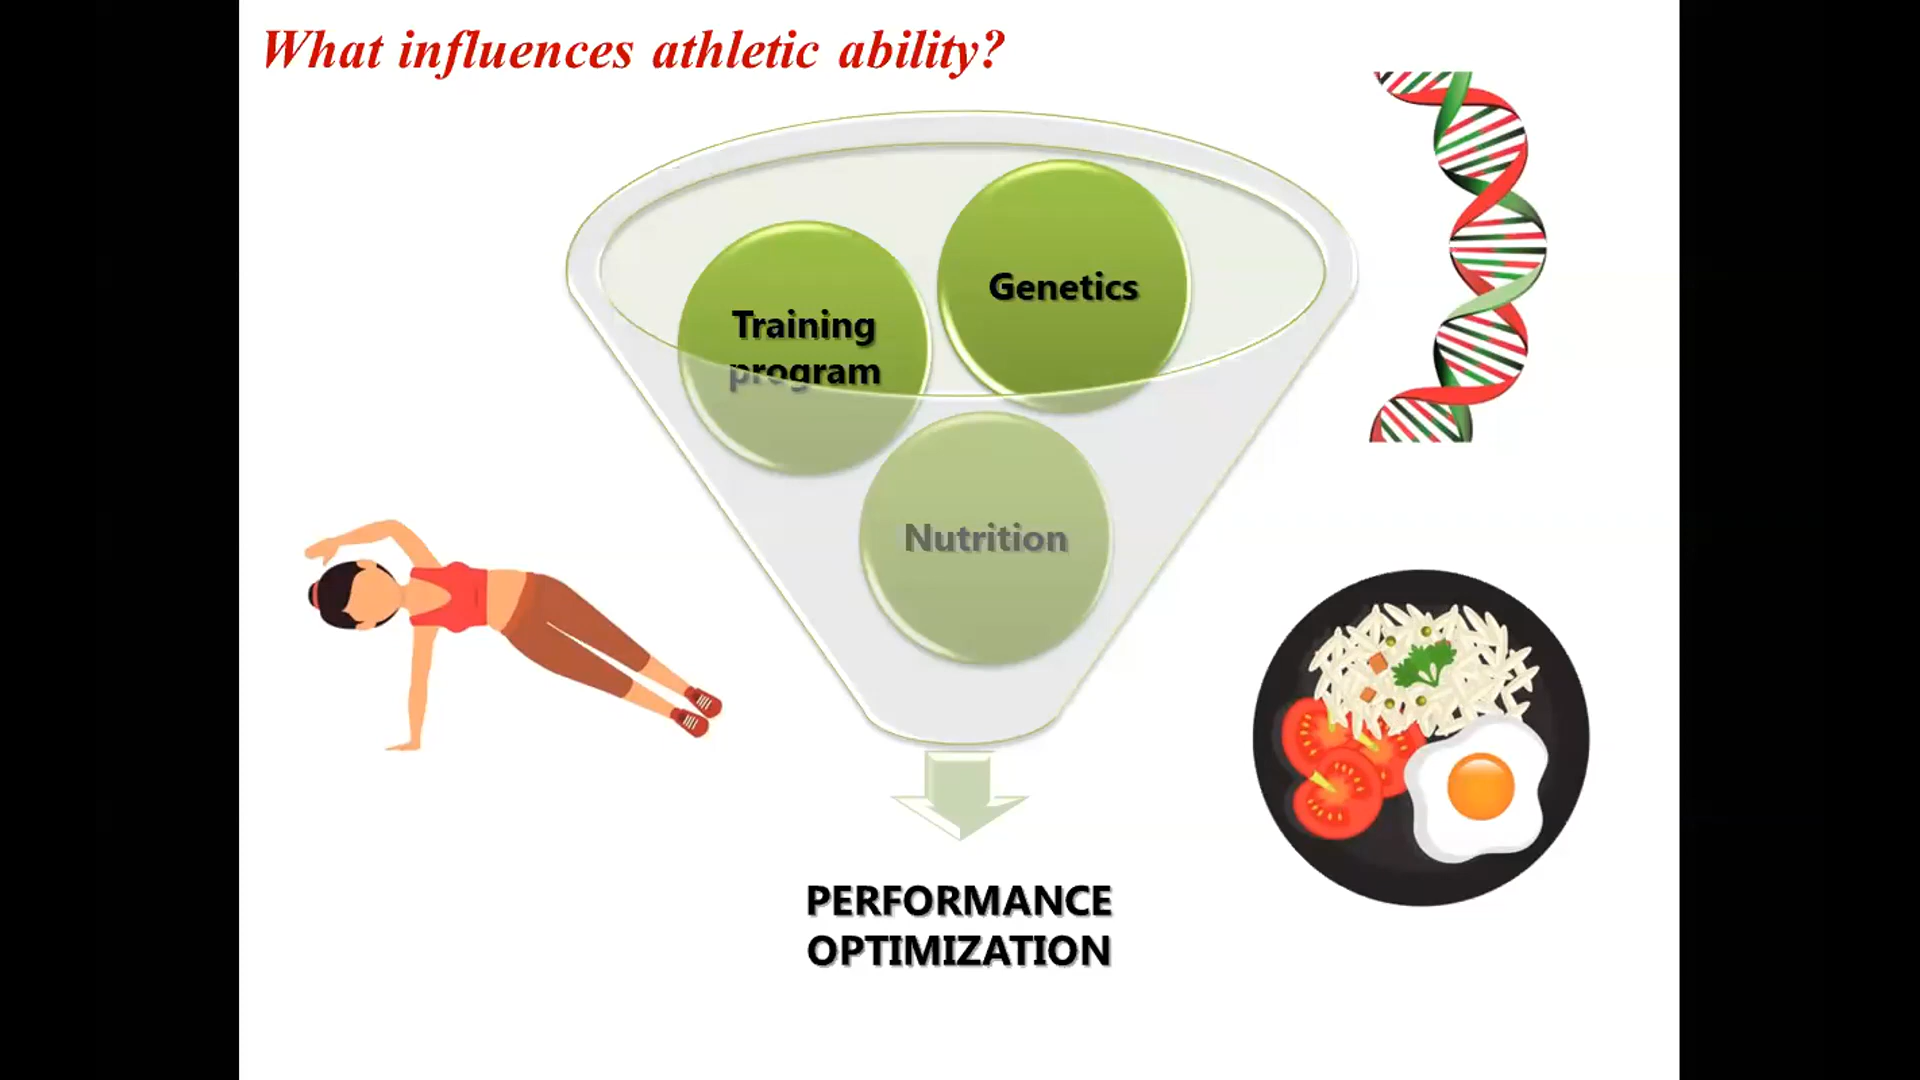 What influences athletic ability?
Genetics
Training
program
Nutrition
PERFORMANCE
OPTIMIZATION